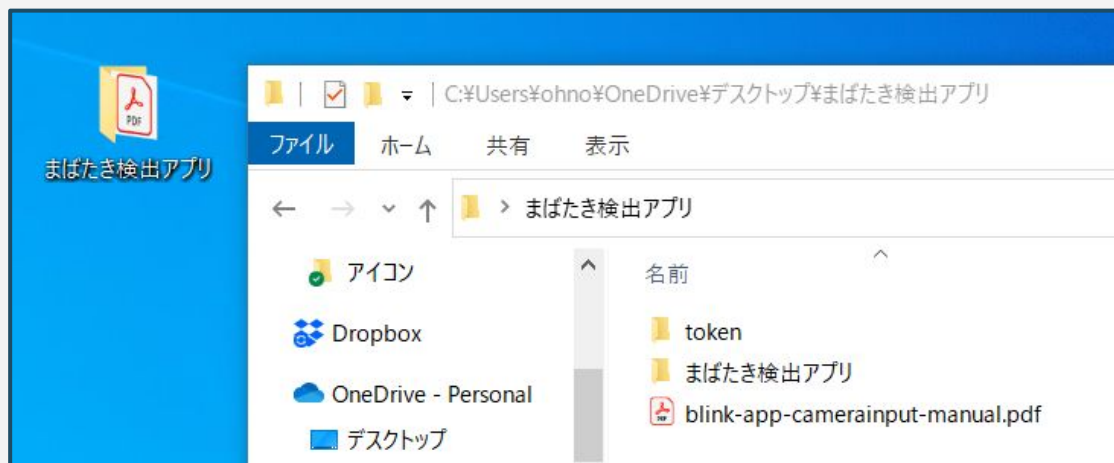 PDF
まばたき検出アプリ
C:¥Users¥ohno¥OneDrive¥デスクトップ¥まばたき検出アプリ
ファイル ホーム 共有 表示
まばたき検出アプリ
アイコン
Dropbox
OneDrive - Personal
デスクトップ
名前
token
まばたき検出アプリ
PDF
blink-app-camerainput-manual.pdf